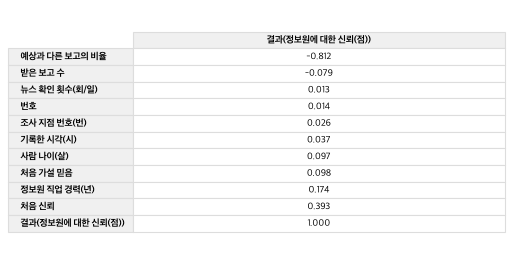 결과(정보원에 대한 신뢰(점))
예상과 다른 보고의 비율 -0.812
받은 보고 수 -0.079
뉴스 확인 횟수(회/일) 0.013
번호 0.014
조사 지점 번호(번) 0.026
기록한 시각(시) 0.037
사람 나이(살) 0.097
처음 가설 믿음 0.098
정보원 직업 경력(년) 0.174
처음 신뢰 0.393
결과(정보원에 대한 신뢰(점)) 1.000